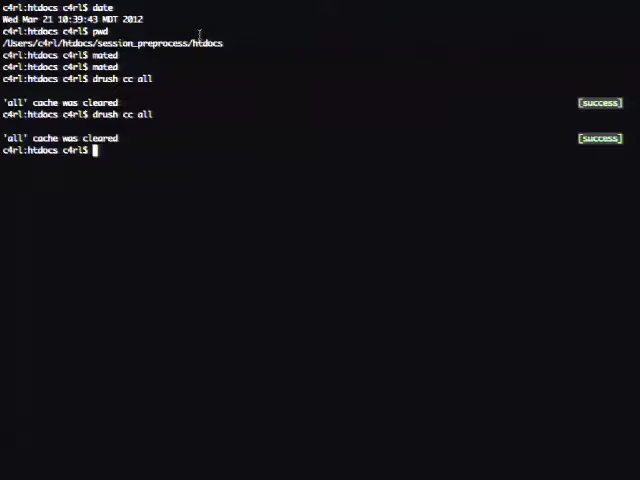 c4rl:htdocs c4rl$ date
Wed Mar 21 10:39:43 MDT 2012
c4rl:htdocs c4rl$ pwd
/Users/c4rl/htdocs/session_preprocess/htdocs
c4rl:htdocs c4rl$ mated
c4rl:htdocs c4rl$ mated
c4rl:htdocs c4rl$ drush cc all
'all' cache was cleared [success]
c4rl:htdocs c4rl$ drush cc all
'all' cache was cleared [success]
c4rl:htdocs c4rl$